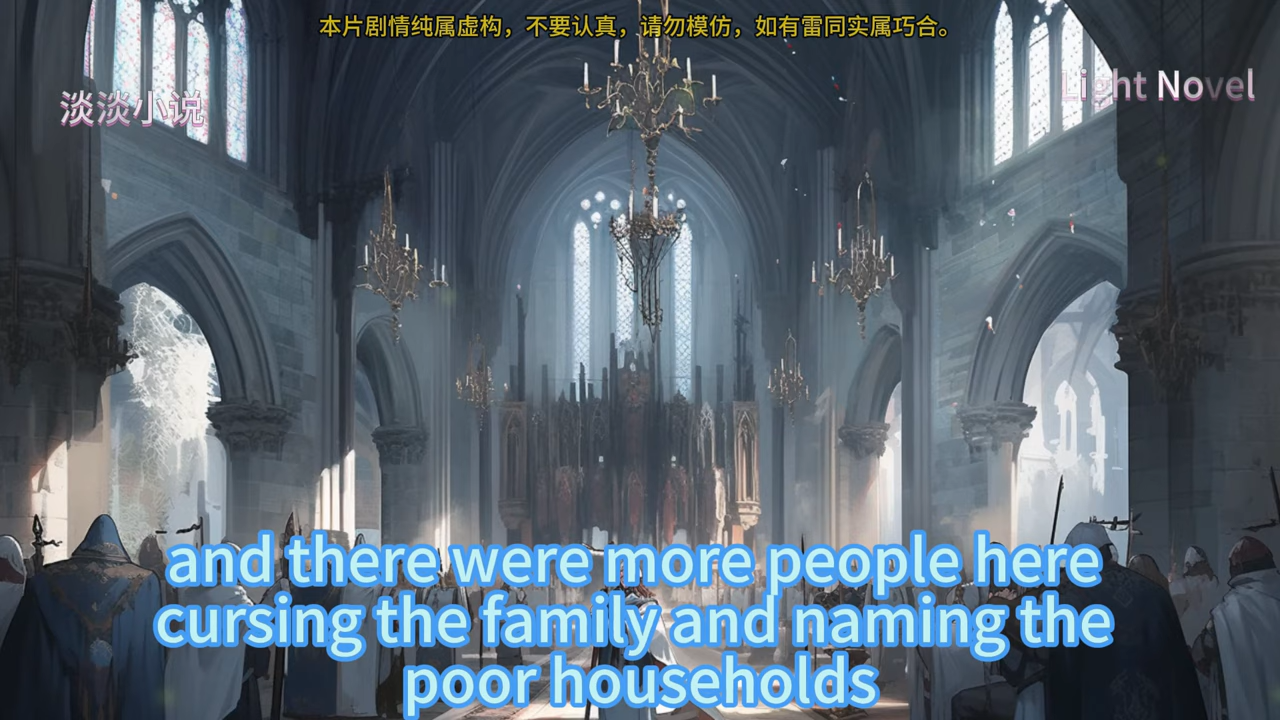 本片剧情纯属虚构，不要认真，请勿模仿，如有雷同实属巧合。
淡淡小说
Light Novel
and there were more people here
cursing the family and naming the
poor households